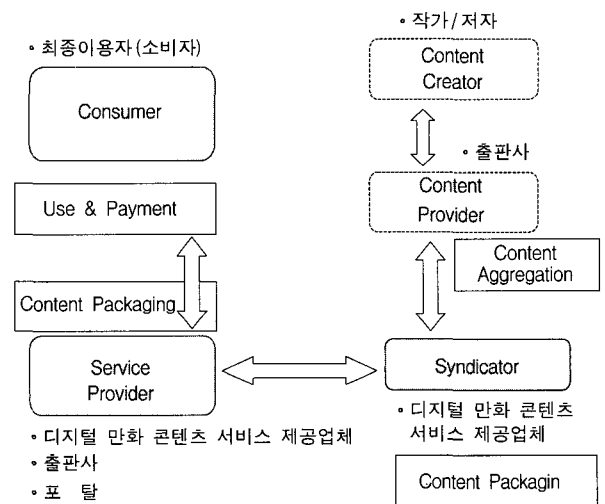 • 최종이용자(소비자)
Consumer
Use & Payment
Content Packaging
Service
Provider
• 디지털 만화 콘텐츠 서비스 제공업체
• 출판사
• 포 탈
• 작가/저자
Content
Creator
• 출판사
Content
Provider
Content
Aggregation
Syndicator
• 디지털 만화 콘텐츠
서비스 제공업체
Content Packagin